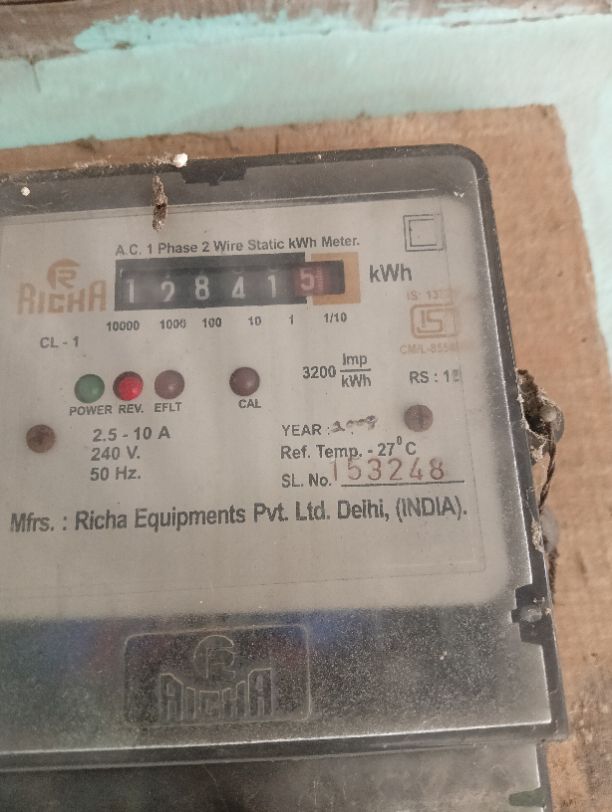 A.C. 1 Phase 2 Wire Static kWh Meter.
RICHA
1 2 8 4 1 5 kWh
10000 1000 100 10 1 1/10
IS
CL - 1
3200 Imp/kWh
POWER REV. EFLT CAL
2.5 - 10 A
240 V.
50 Hz.
YEAR :
Ref. Temp. - 27°C
SL. No. 153248
Mfrs. : Richa Equipments Pvt. Ltd. Delhi, (INDIA).
RICHA